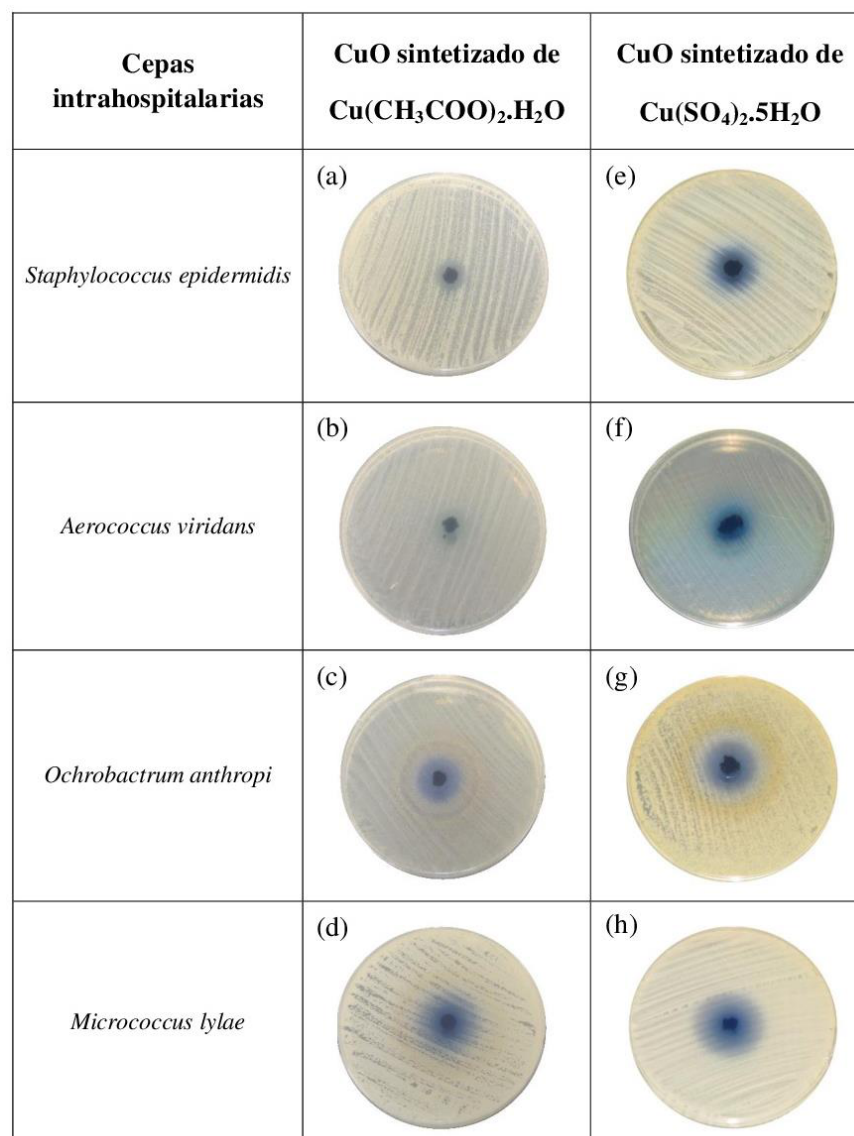 Cepas
intrahospitalarias
CuO sintetizado de
Cu(CH₃COO)₂.H₂O
CuO sintetizado de
Cu(SO₄)₂.5H₂O
Staphylococcus epidermidis
(a)
(e)
Aerococcus viridans
(b)
(f)
Ochrobactrum anthropi
(c)
(g)
Micrococcus lylae
(d)
(h)